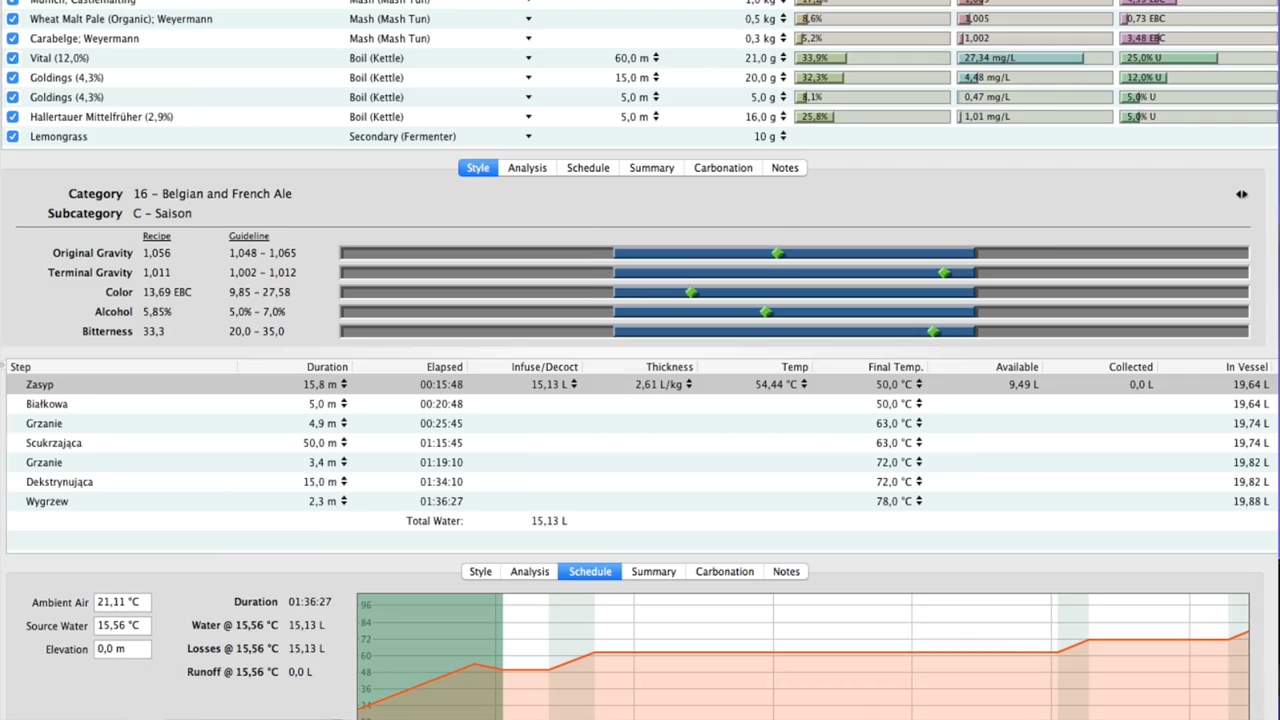 Munich; Castlemalting Mash (Mash Tun) 1,0 kg
Wheat Malt Pale (Organic); Weyermann Mash (Mash Tun) 0,5 kg 8,6% 1,005 0,73 EBC
Carabelge; Weyermann Mash (Mash Tun) 0,3 kg 5,2% 1,002 3,48 EBC
Vital (12,0%) Boil (Kettle) 60,0 m 21,0 g 33,9% 27,34 mg/L 25,0% U
Goldings (4,3%) Boil (Kettle) 15,0 m 20,0 g 32,3% 4,48 mg/L 12,0% U
Goldings (4,3%) Boil (Kettle) 5,0 m 5,0 g 8,1% 0,47 mg/L 5,0% U
Hallertauer Mittelfrüher (2,9%) Boil (Kettle) 5,0 m 16,0 g 25,8% 1,01 mg/L 5,0% U
Lemongrass Secondary (Fermenter) 10 g
Style Analysis Schedule Summary Carbonation Notes
Category 16 – Belgian and French Ale
Subcategory C – Saison
Recipe Guideline
Original Gravity 1,056 1,048 – 1,065
Terminal Gravity 1,011 1,002 – 1,012
Color 13,69 EBC 9,85 – 27,58
Alcohol 5,85% 5,0% – 7,0%
Bitterness 33,3 20,0 – 35,0
Step Duration Elapsed Infuse/Decoct Thickness Temp Final Temp. Available Collected In Vessel
Zasyp 15,8 m 00:15:48 15,13 L 2,61 L/kg 54,44 °C 50,0 °C 9,49 L 0,0 L 19,64 L
Białkowa 5,0 m 00:20:48 50,0 °C 19,64 L
Grzanie 4,9 m 00:25:45 63,0 °C 19,74 L
Scukrzająca 50,0 m 01:15:45 63,0 °C 19,74 L
Grzanie 3,4 m 01:19:10 72,0 °C 19,82 L
Dekstrynująca 15,0 m 01:34:10 72,0 °C 19,82 L
Wygrzew 2,3 m 01:36:27 78,0 °C 19,88 L
Total Water: 15,13 L
Style Analysis Schedule Summary Carbonation Notes
Ambient Air 21,11 °C Duration 01:36:27
Source Water 15,56 °C Water @ 15,56 °C 15,13 L
Elevation 0,0 m Losses @ 15,56 °C 15,13 L
Runoff @ 15,56 °C 0,0 L
96
84
72
60
48
36
24